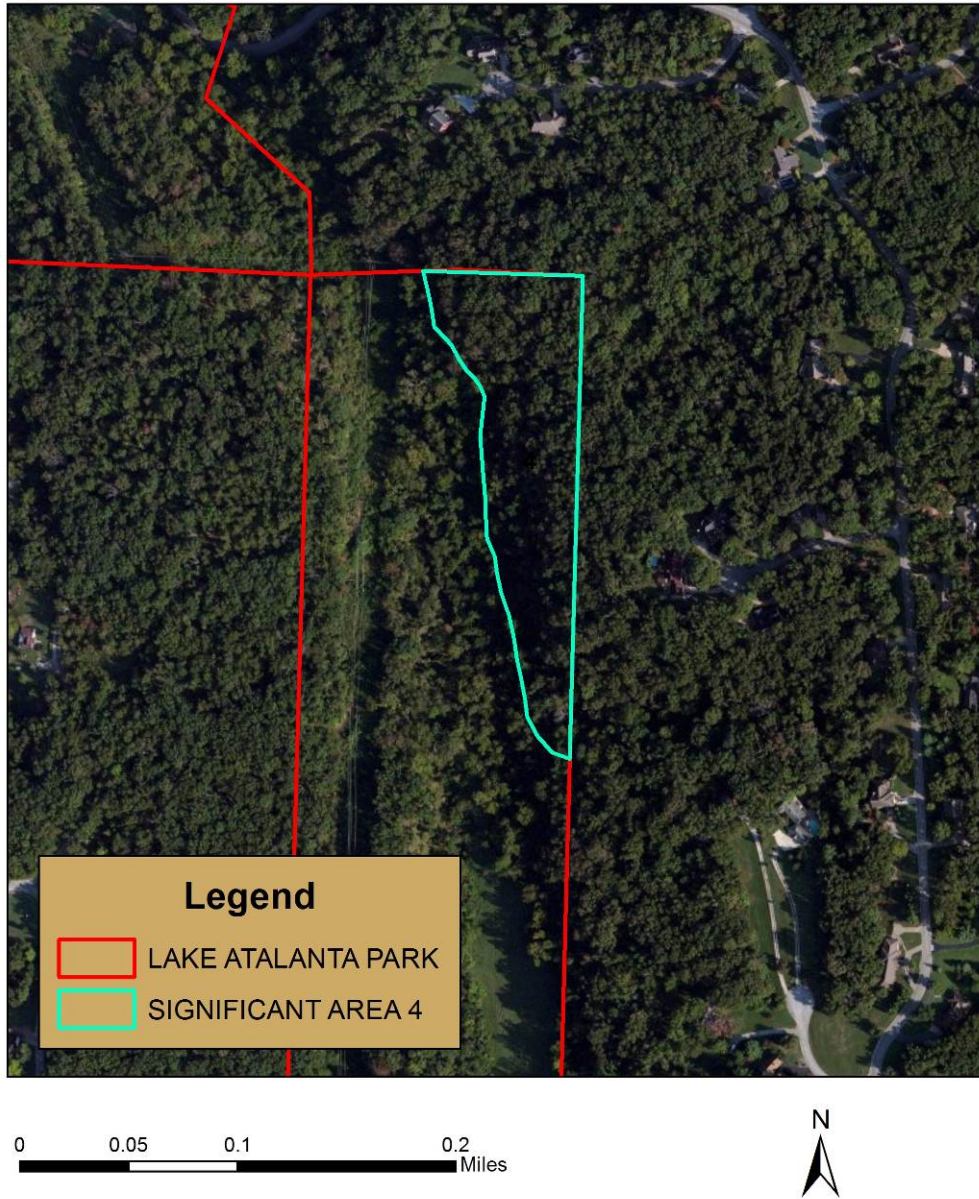 Legend
LAKE ATALANTA PARK
SIGNIFICANT AREA 4
0 0.05 0.1 0.2
Miles
N